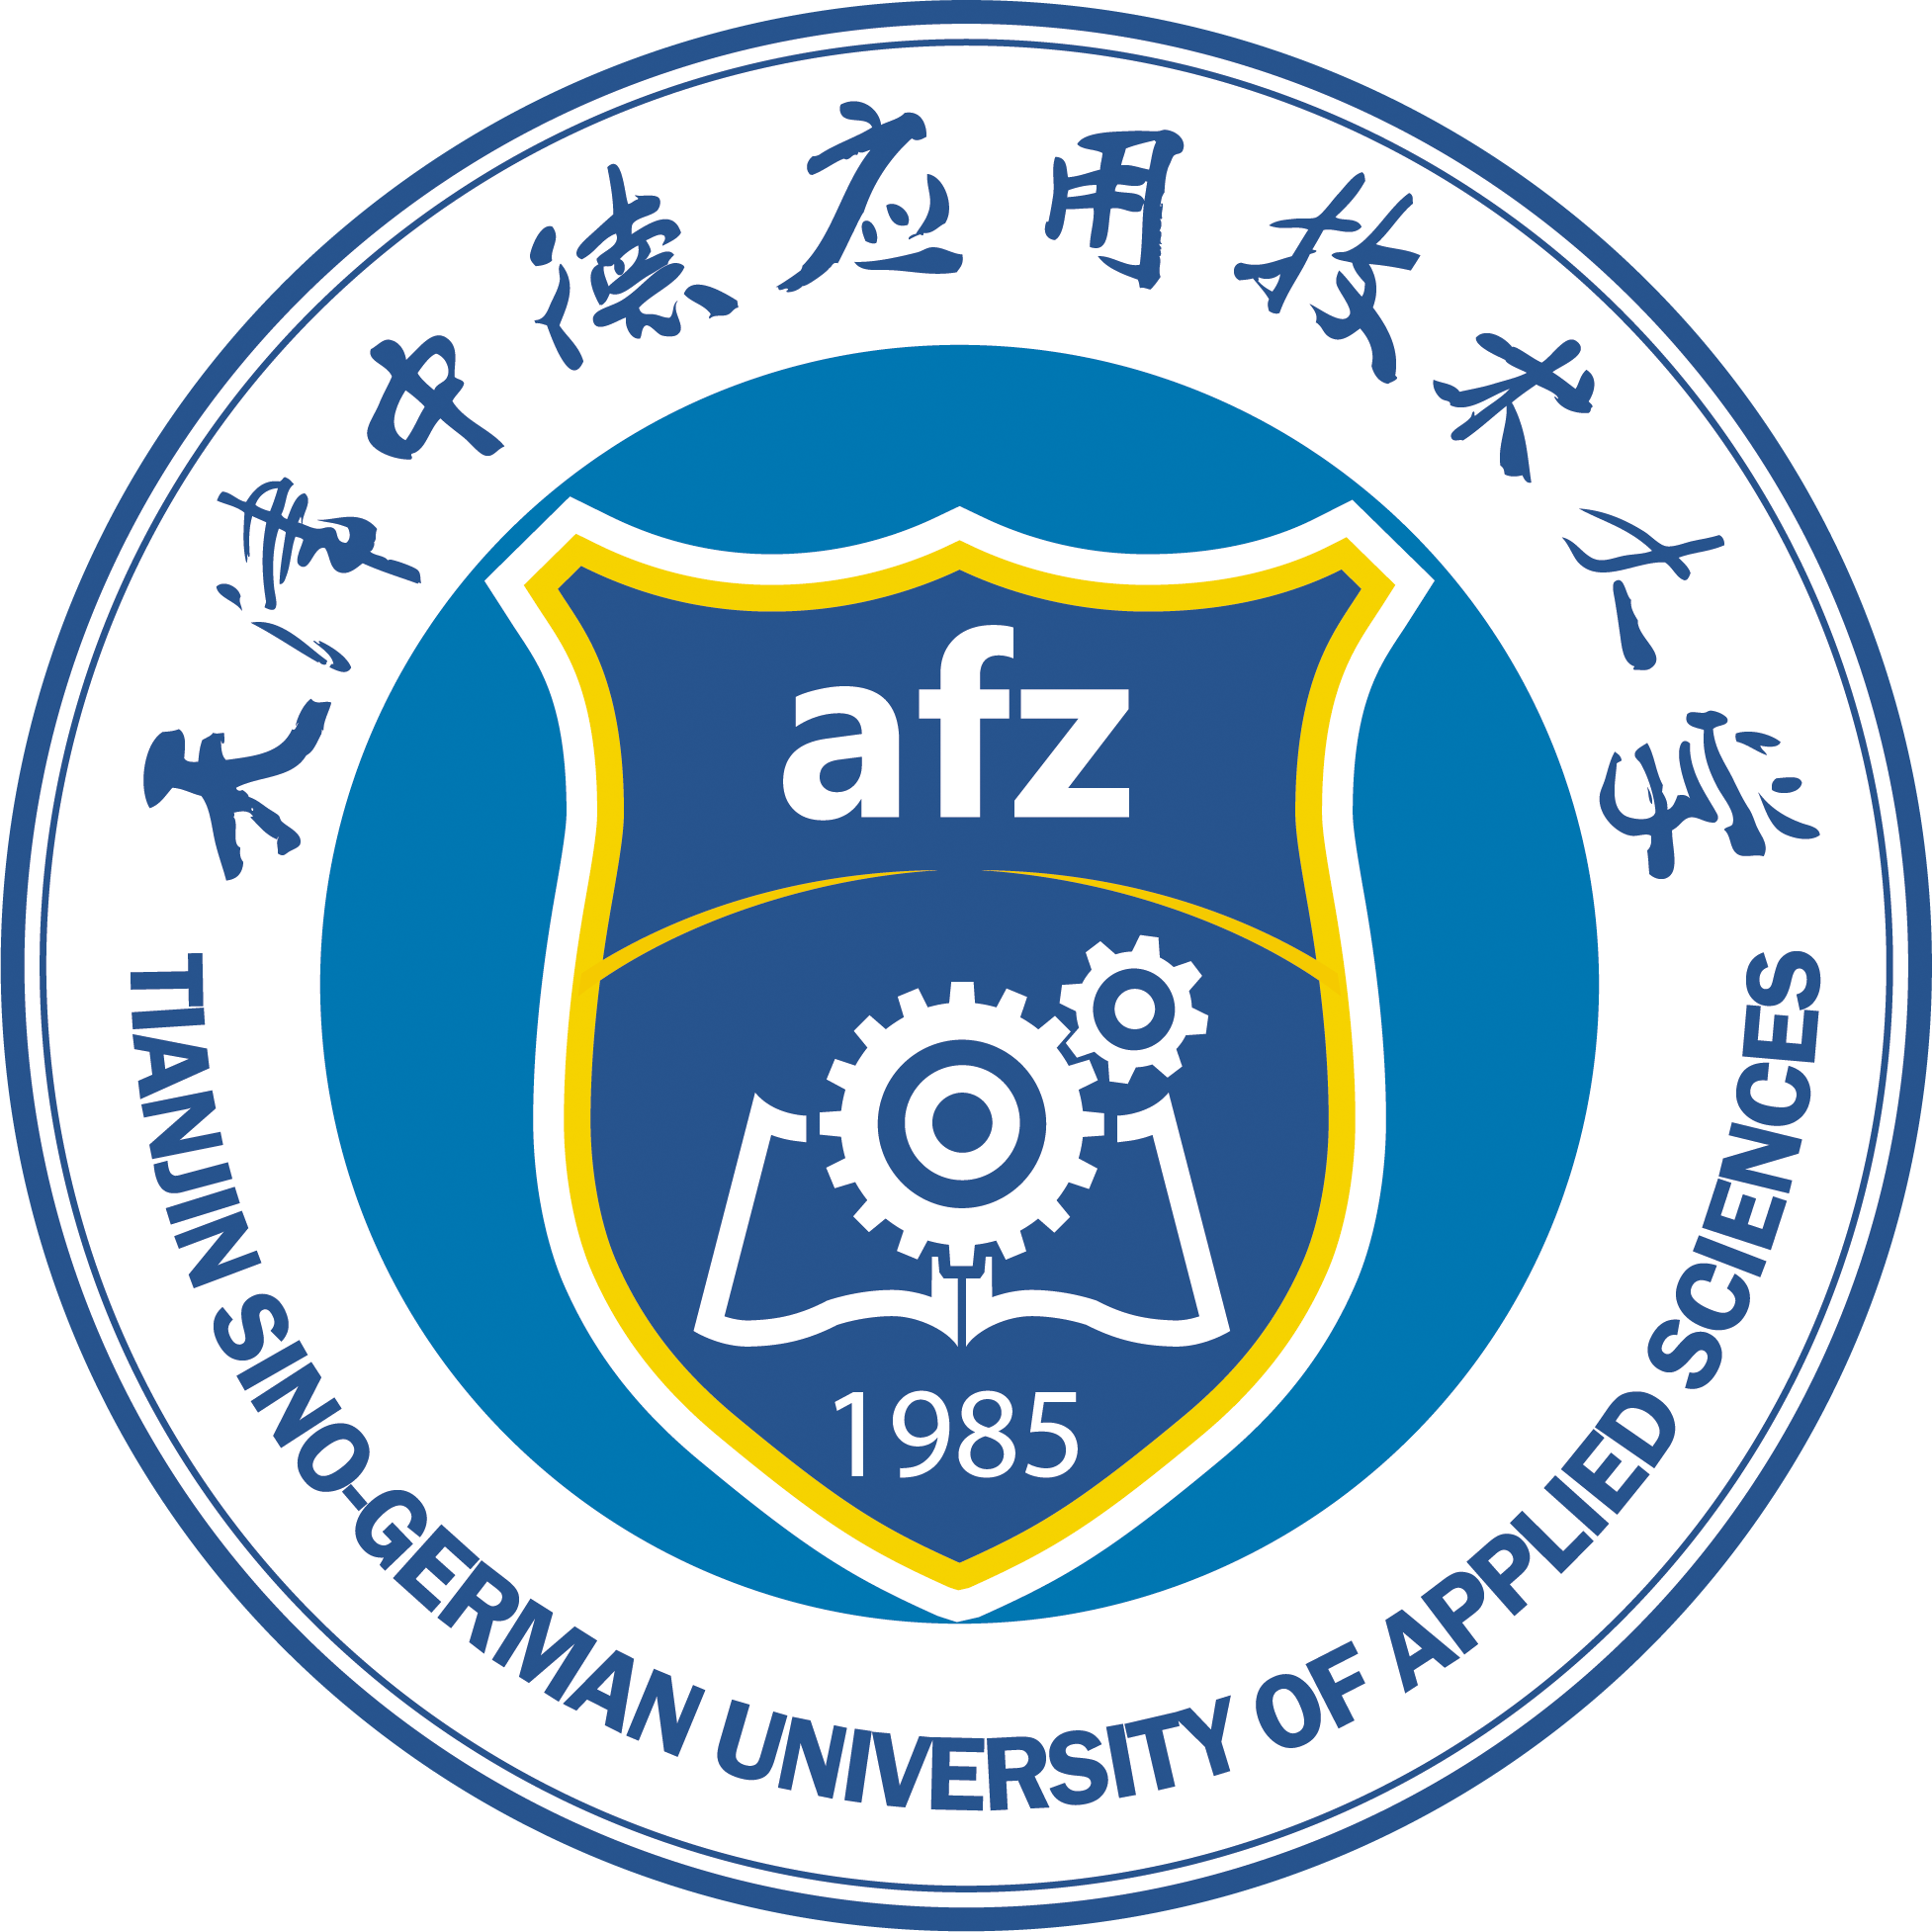 天津中德应用技术大学
afz
1985
TIANJIN SINO-GERMAN UNIVERSITY OF APPLIED SCIENCES